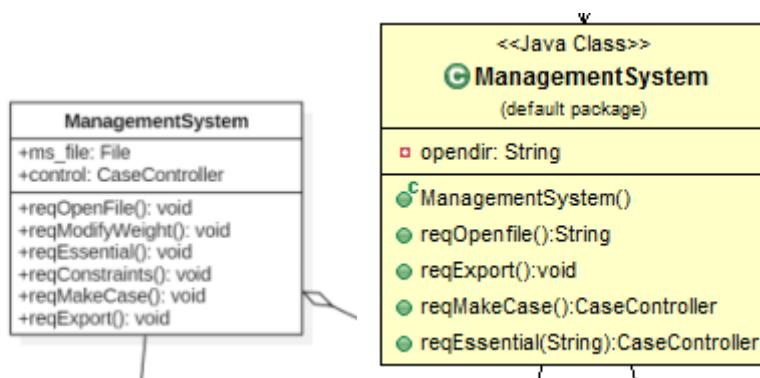 ManagementSystem
+ms_file: File
+control: CaseController
+reqOpenFile(): void
+reqModifyWeight(): void
+reqEssential(): void
+reqConstraints(): void
+reqMakeCase(): void
+reqExport(): void
<<Java Class>>
C ManagementSystem
(default package)
opendir: String
C ManagementSystem()
reqOpenfile():String
reqExport():void
reqMakeCase():CaseController
reqEssential(String):CaseController